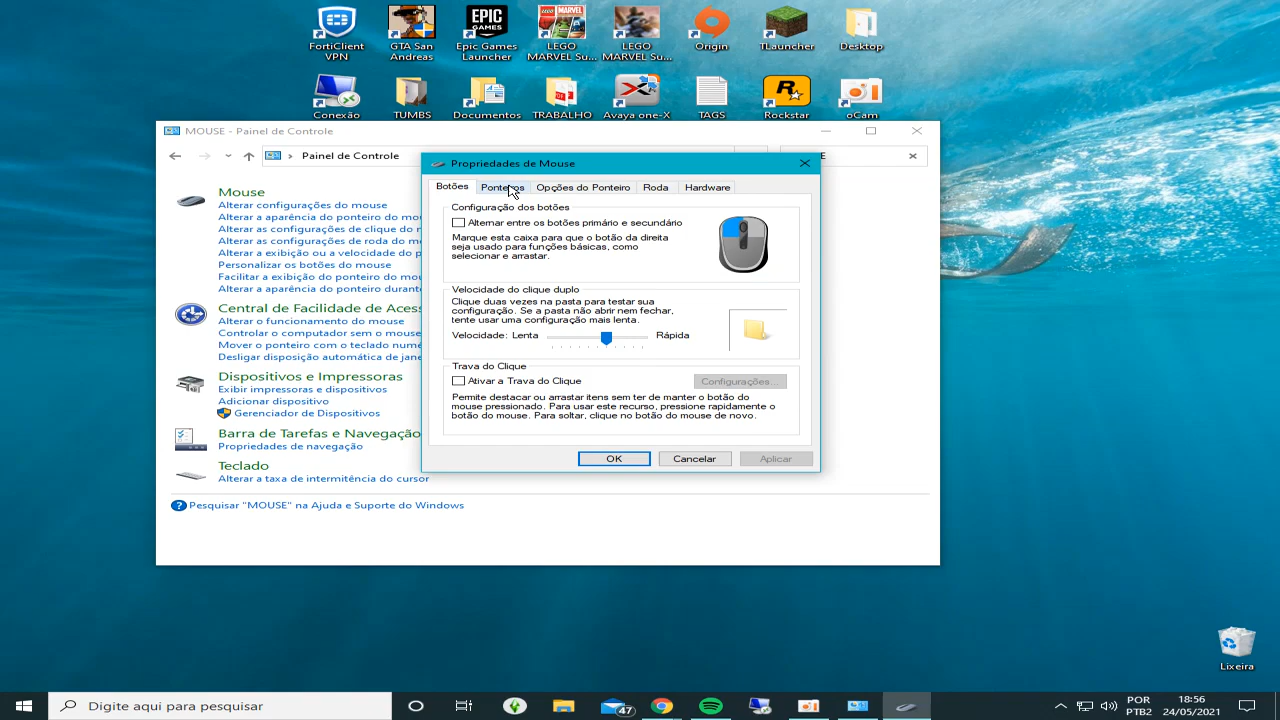 FortiClient VPN
GTA San Andreas
Epic Games Launcher
LEGO MARVEL Su...
LEGO MARVEL Su...
Origin
TLauncher
Desktop
Conexão
TUMBS
Documentos
TRABALHO
Avaya one-X
TAGS
Rockstar
oCam
MOUSE - Painel de Controle
Painel de Controle
E
Mouse
Alterar configurações do mouse
Alterar a aparência do ponteiro do mou
Alterar as configurações de clique do m
Alterar as configurações de roda do m
Alterar a exibição ou a velocidade do p
Personalizar os botões do mouse
Facilitar a exibição do ponteiro do mou
Alterar a aparência do ponteiro durant
Central de Facilidade de Aces
Alterar o funcionamento do mouse
Controlar o computador sem o mouse
Mover o ponteiro com o teclado numé
Desligar disposição automática de jane
Dispositivos e Impressoras
Exibir impressoras e dispositivos
Adicionar dispositivo
Gerenciador de Dispositivos
Barra de Tarefas e Navegação
Propriedades de navegação
Teclado
Alterar a taxa de intermitência do cursor
Pesquisar "MOUSE" na Ajuda e Suporte do Windows
Propriedades de Mouse
Botões Ponteiros Opções do Ponteiro Roda Hardware
Configuração dos botões
Alternar entre os botões primário e secundário
Marque esta caixa para que o botão da direita
seja usado para funções básicas, como
selecionar e arrastar.
Velocidade do clique duplo
Clique duas vezes na pasta para testar sua
configuração. Se a pasta não abrir nem fechar,
tente usar uma configuração mais lenta.
Velocidade: Lenta Rápida
Trava do Clique
Ativar a Trava do Clique
Configurações...
Permite destacar ou arrastar itens sem ter de manter o botão do
mouse pressionado. Para usar este recurso, pressione rapidamente o
botão do mouse. Para soltar, clique no botão do mouse de novo.
OK Cancelar Aplicar
Lixeira
Digite aqui para pesquisar
47
POR
PTB2
18:56
24/05/2021